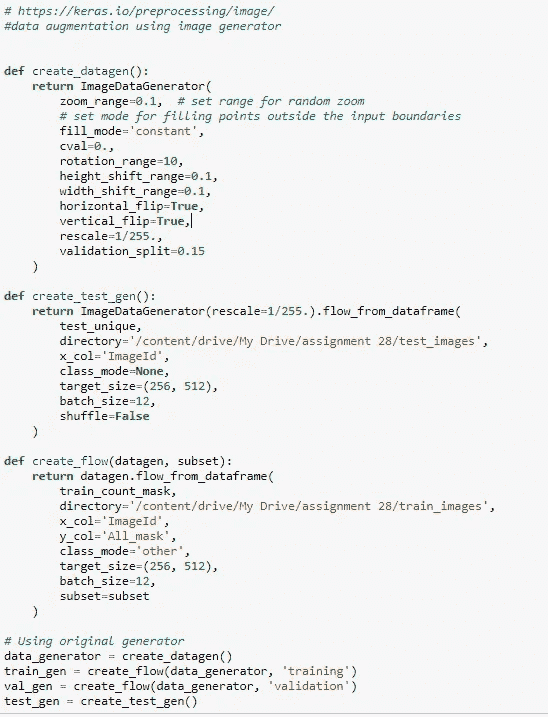 # https://keras.io/preprocessing/image/
#data augmentation using image generator
def create_datagen():
return ImageDataGenerator(
zoom_range=0.1,  # set range for random zoom
# set mode for filling points outside the input boundaries
fill_mode='constant',
cval=0.,
rotation_range=10,
height_shift_range=0.1,
width_shift_range=0.1,
horizontal_flip=True,
vertical_flip=True,
rescale=1/255.,
validation_split=0.15
)
def create_test_gen():
return ImageDataGenerator(rescale=1/255.).flow_from_dataframe(
test_unique,
directory='/content/drive/My Drive/assignment 28/test_images',
x_col='ImageId',
class_mode=None,
target_size=(256, 512),
batch_size=12,
shuffle=False
)
def create_flow(datagen, subset):
return datagen.flow_from_dataframe(
train_count_mask,
directory='/content/drive/My Drive/assignment 28/train_images',
x_col='ImageId',
y_col='All_mask',
class_mode='other',
target_size=(256, 512),
batch_size=12,
subset=subset
)
# Using original generator
data_generator = create_datagen()
train_gen = create_flow(data_generator, 'training')
val_gen = create_flow(data_generator, 'validation')
test_gen = create_test_gen()